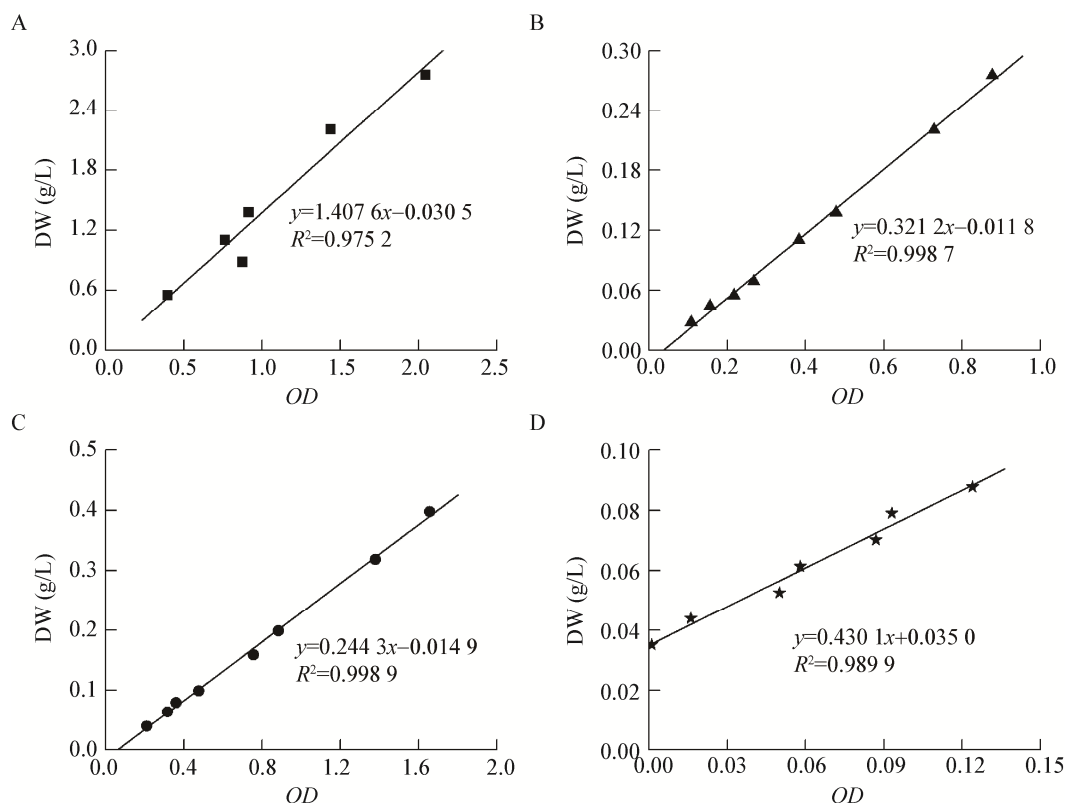 A
3.0
2.4
1.8
1.2
0.6
0.0
DW (g/L)
y=1.407 6x−0.030 5
R²=0.975 2
0.0 0.5 1.0 1.5 2.0 2.5
OD
B
0.30
0.24
0.18
0.12
0.06
0.00
DW (g/L)
y=0.321 2x−0.011 8
R²=0.998 7
0.0 0.2 0.4 0.6 0.8 1.0
OD
C
0.5
0.4
0.3
0.2
0.1
0.0
DW (g/L)
y=0.244 3x−0.014 9
R²=0.998 9
0.0 0.4 0.8 1.2 1.6 2.0
OD
D
0.10
0.08
0.06
0.04
0.02
0.00
DW (g/L)
y=0.430 1x+0.035 0
R²=0.989 9
0.00 0.03 0.06 0.09 0.12 0.15
OD